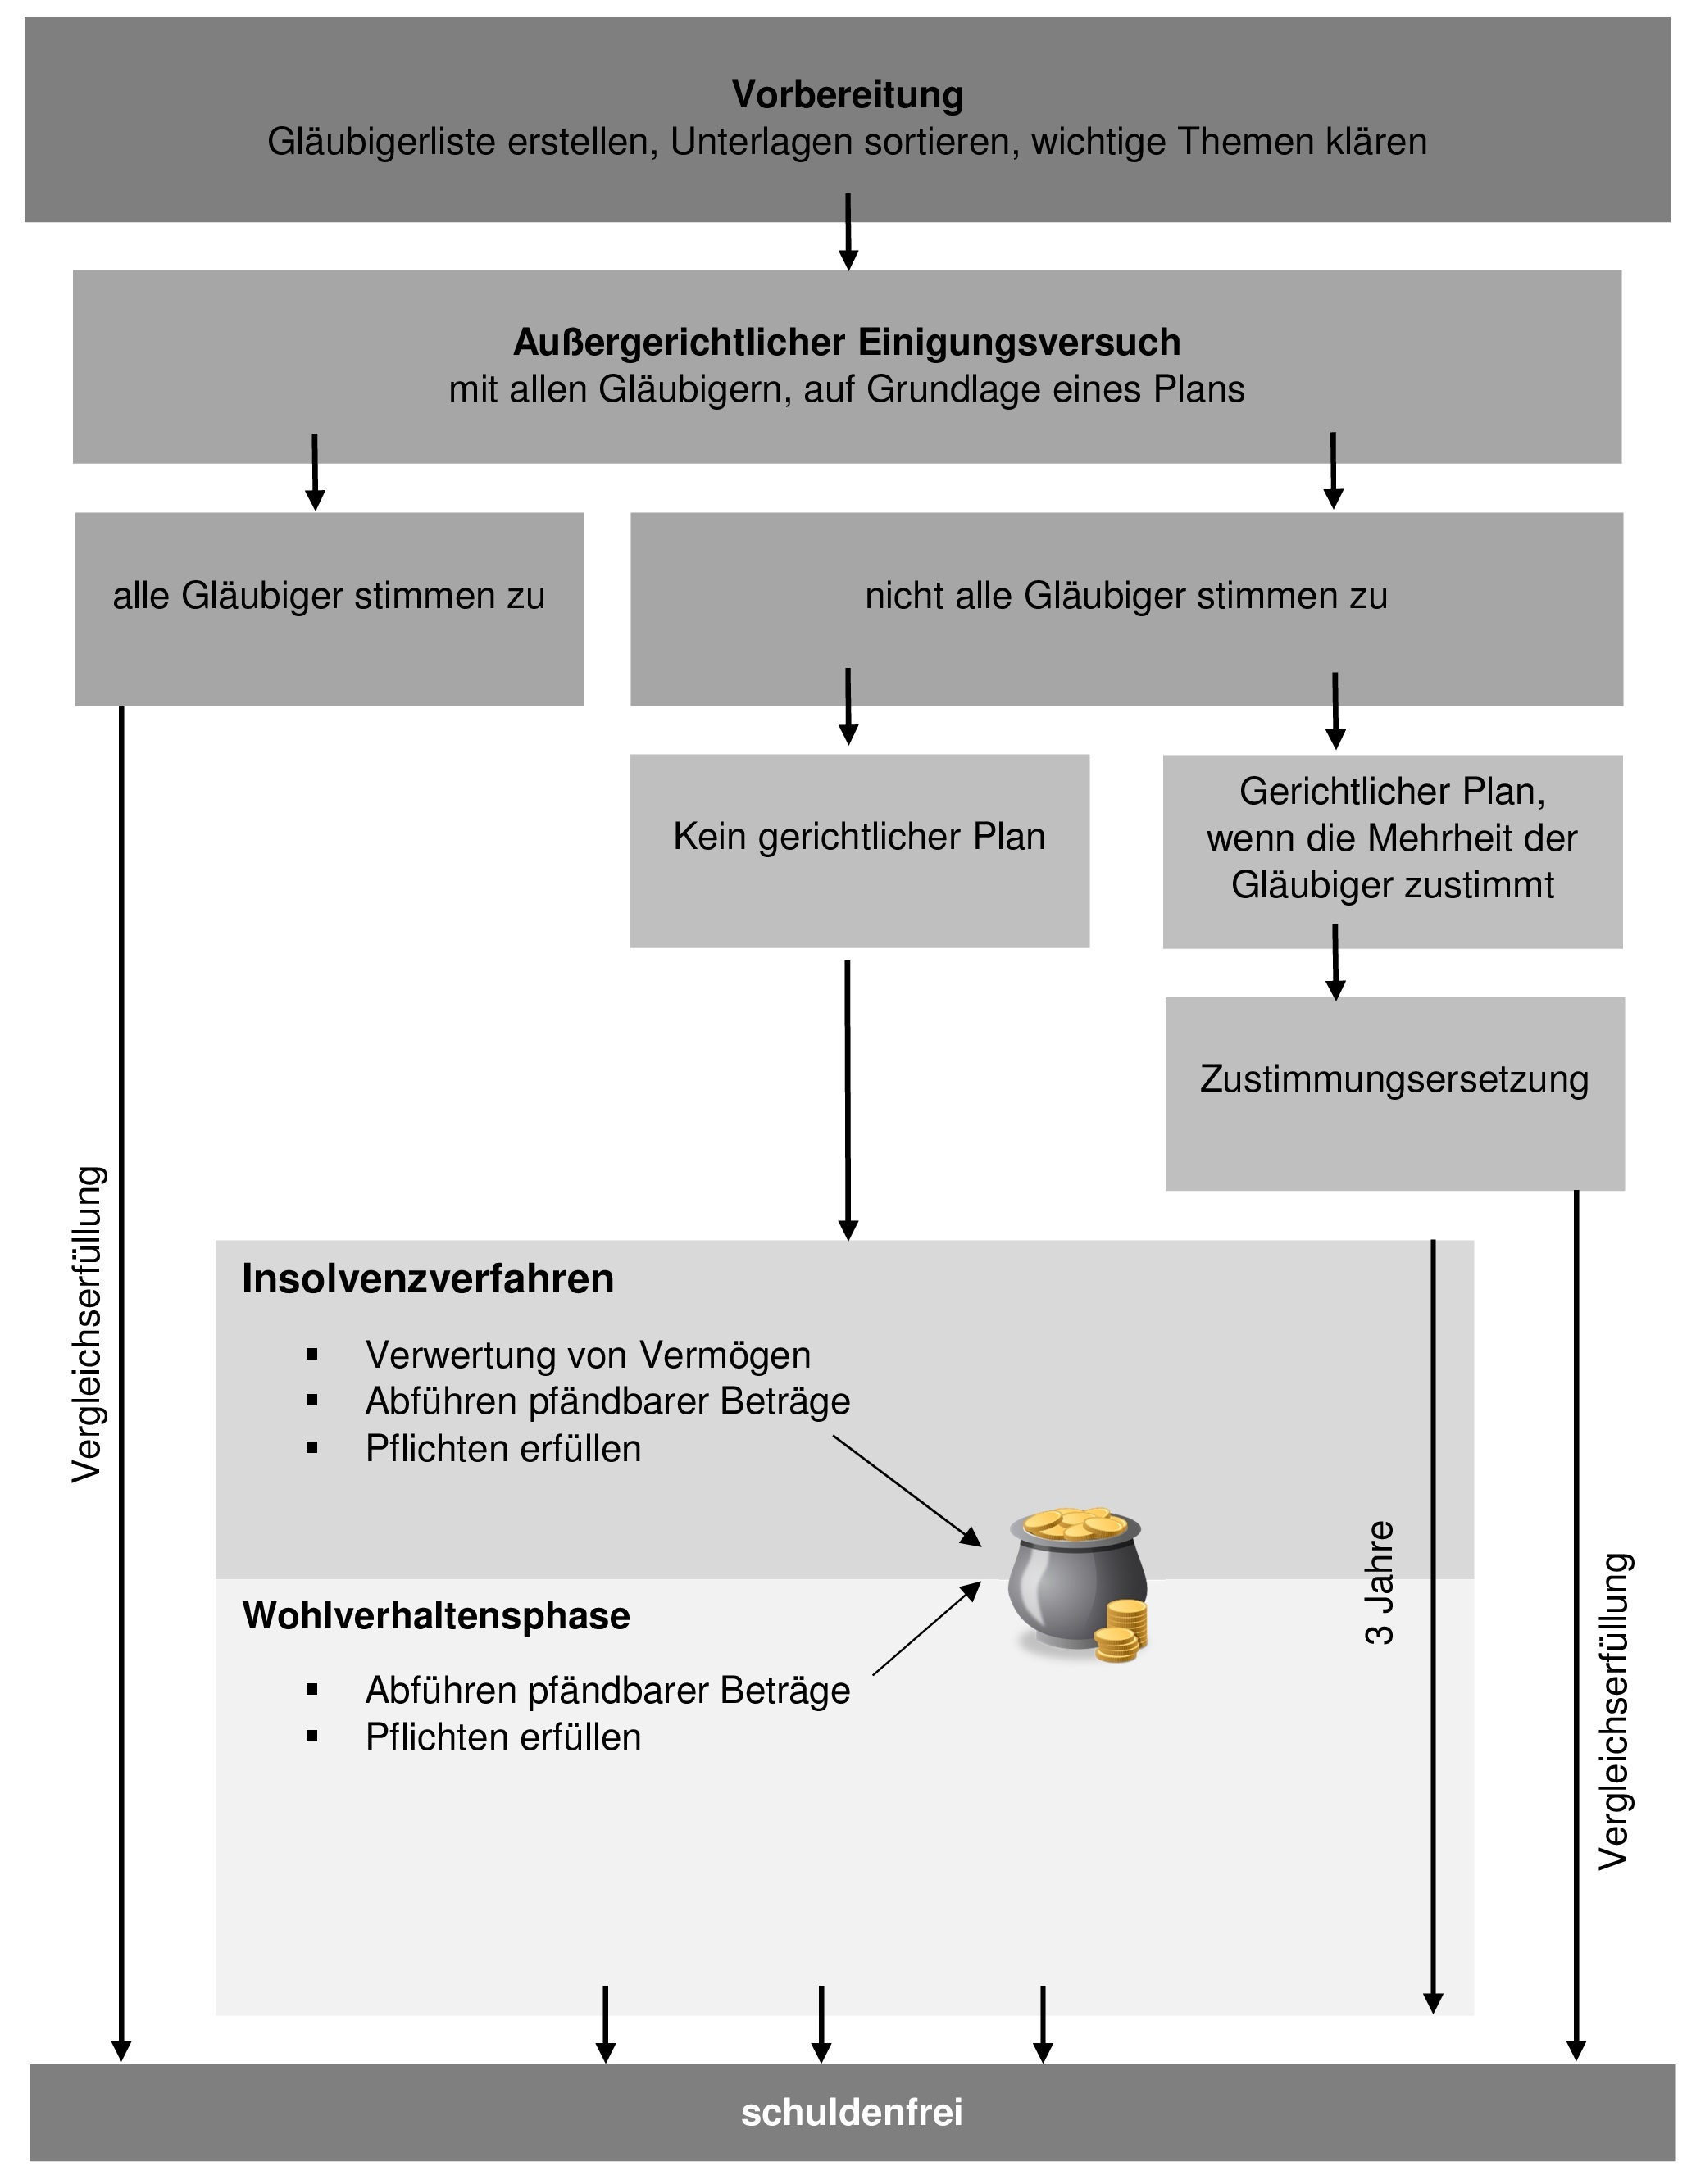 Vorbereitung
Gläubigerliste erstellen, Unterlagen sortieren, wichtige Themen klären
Außergerichtlicher Einigungsversuch
mit allen Gläubigern, auf Grundlage eines Plans
alle Gläubiger stimmen zu
nicht alle Gläubiger stimmen zu
Kein gerichtlicher Plan
Gerichtlicher Plan,
wenn die Mehrheit der
Gläubiger zustimmt
Zustimmungsersetzung
Vergleichserfüllung
Insolvenzverfahren
▪ Verwertung von Vermögen
▪ Abführen pfändbarer Beträge
▪ Pflichten erfüllen
Wohlverhaltensphase
▪ Abführen pfändbarer Beträge
▪ Pflichten erfüllen
3 Jahre
Vergleichserfüllung
schuldenfrei